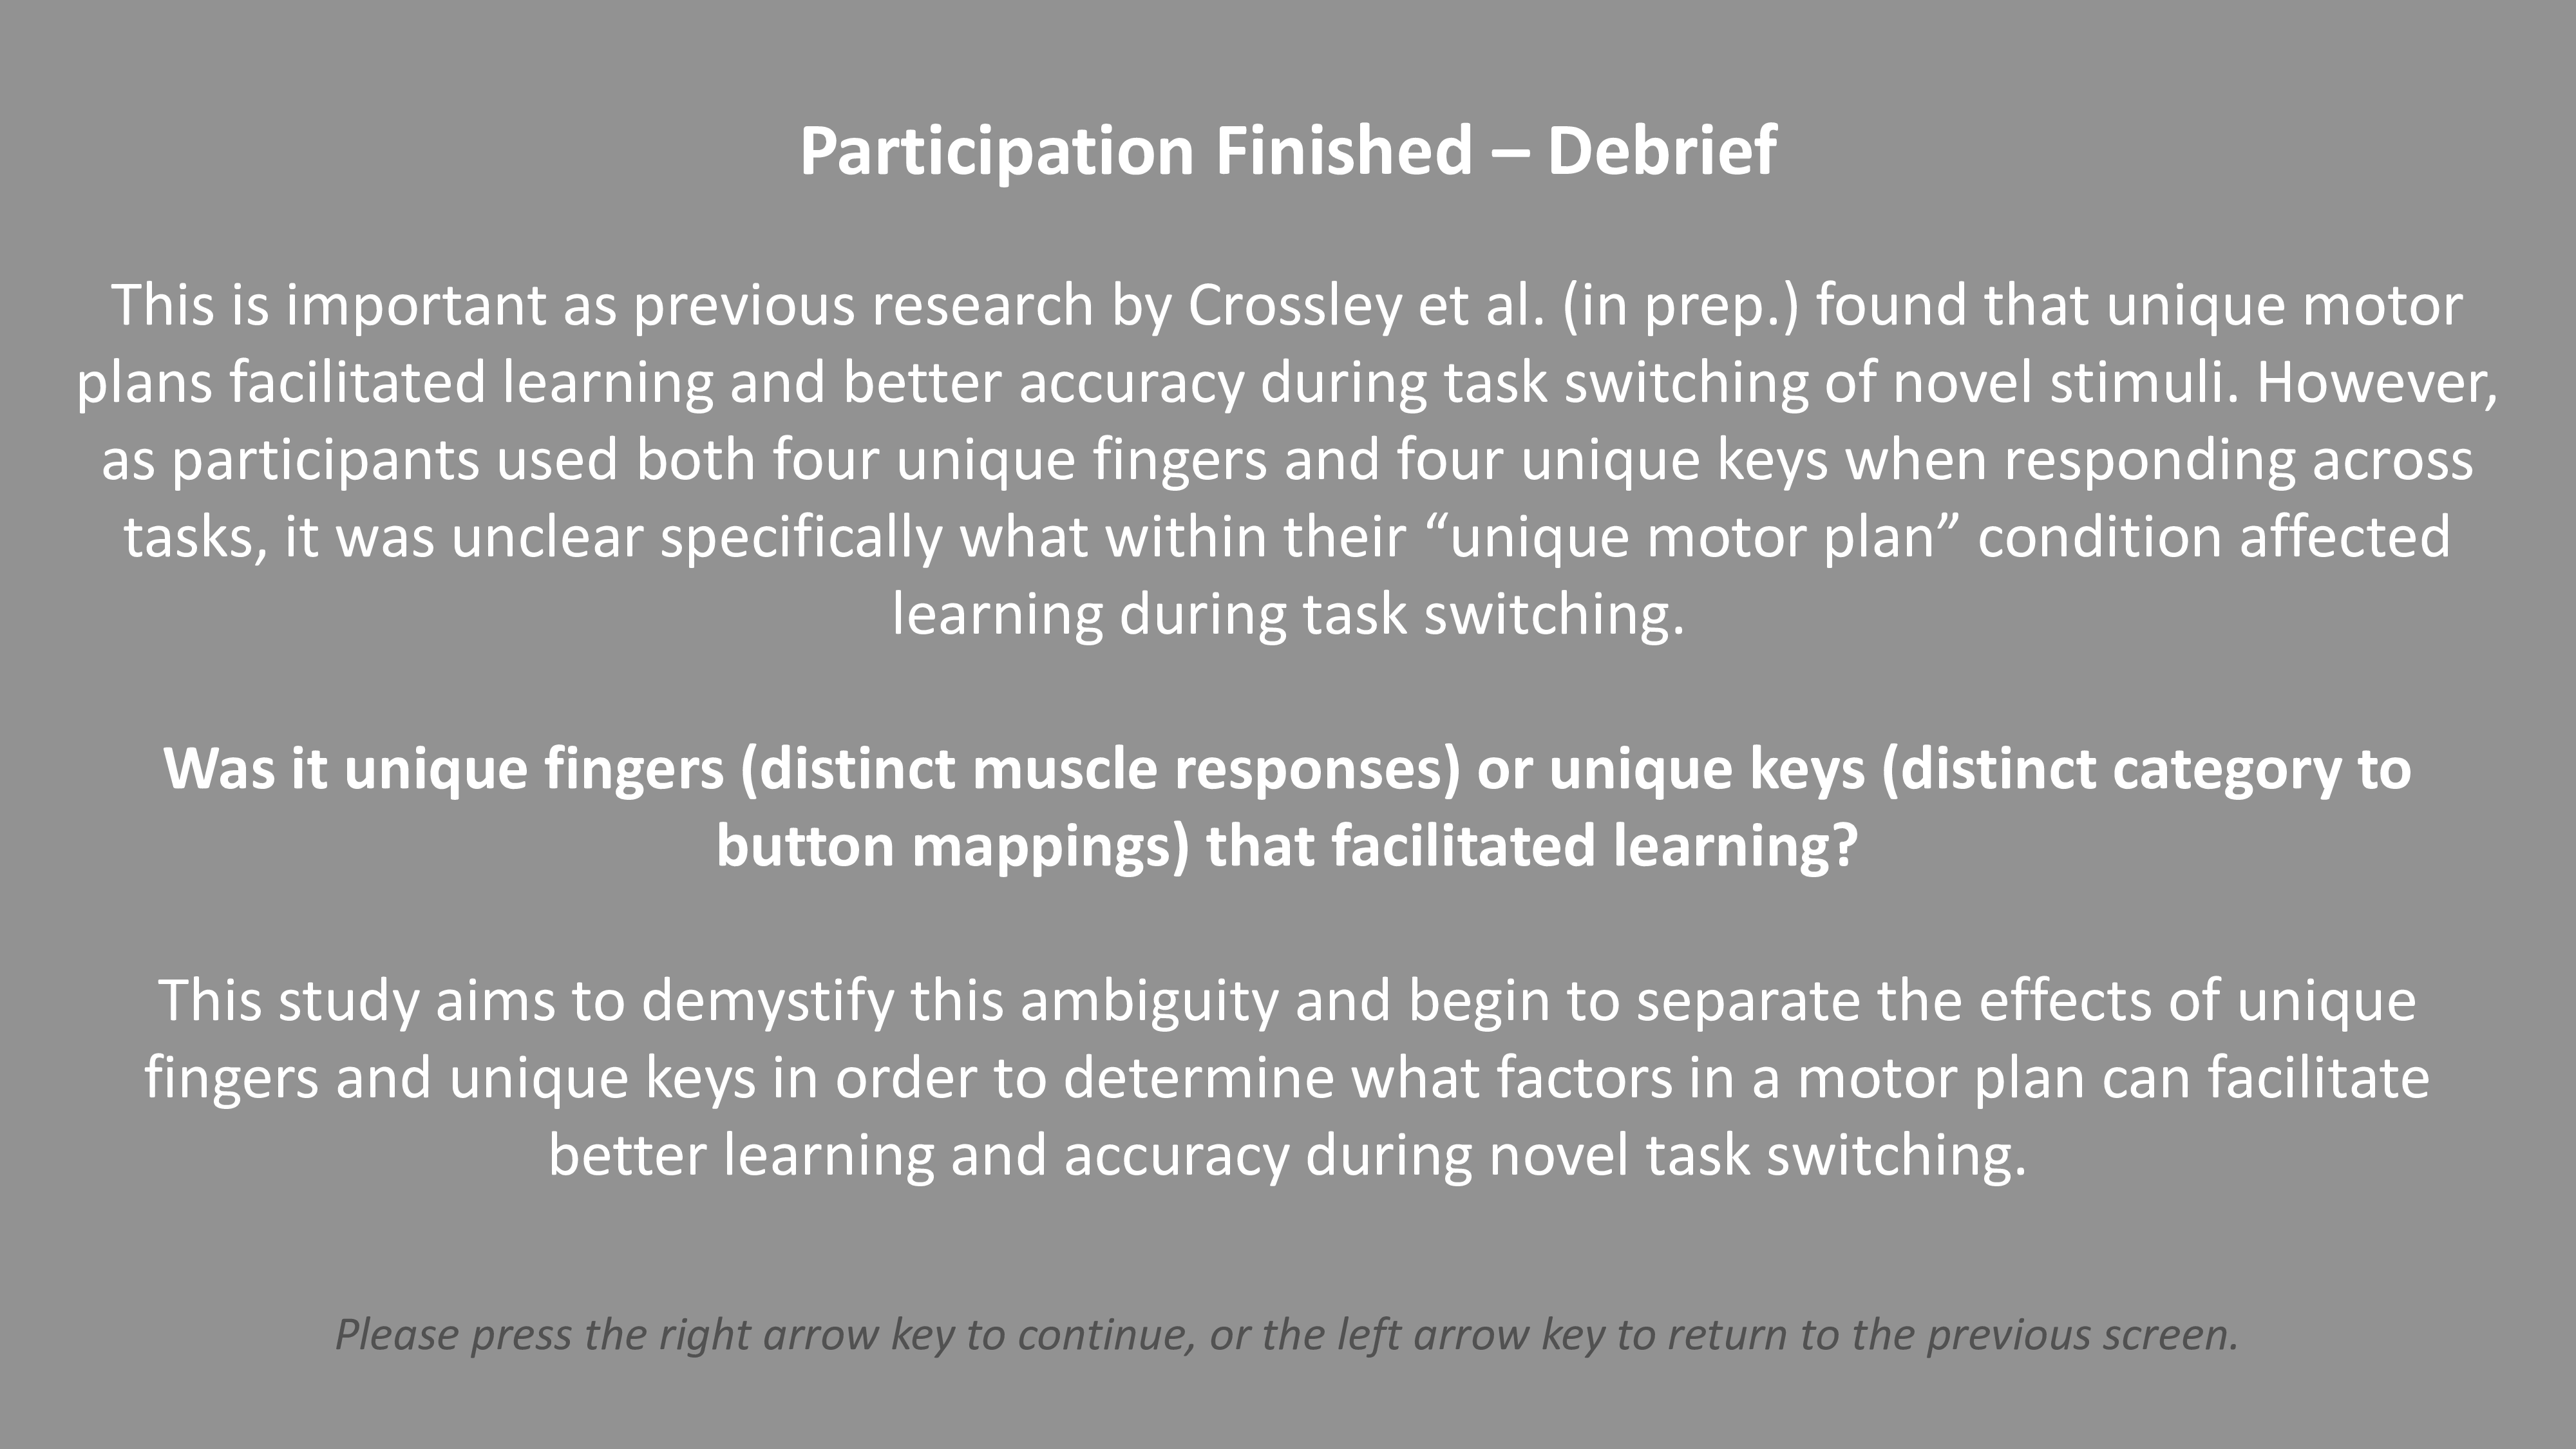 Participation Finished – Debrief
This is important as previous research by Crossley et al. (in prep.) found that unique motor
plans facilitated learning and better accuracy during task switching of novel stimuli. However,
as participants used both four unique fingers and four unique keys when responding across
tasks, it was unclear specifically what within their “unique motor plan” condition affected
learning during task switching.
Was it unique fingers (distinct muscle responses) or unique keys (distinct category to
button mappings) that facilitated learning?
This study aims to demystify this ambiguity and begin to separate the effects of unique
fingers and unique keys in order to determine what factors in a motor plan can facilitate
better learning and accuracy during novel task switching.
Please press the right arrow key to continue, or the left arrow key to return to the previous screen.